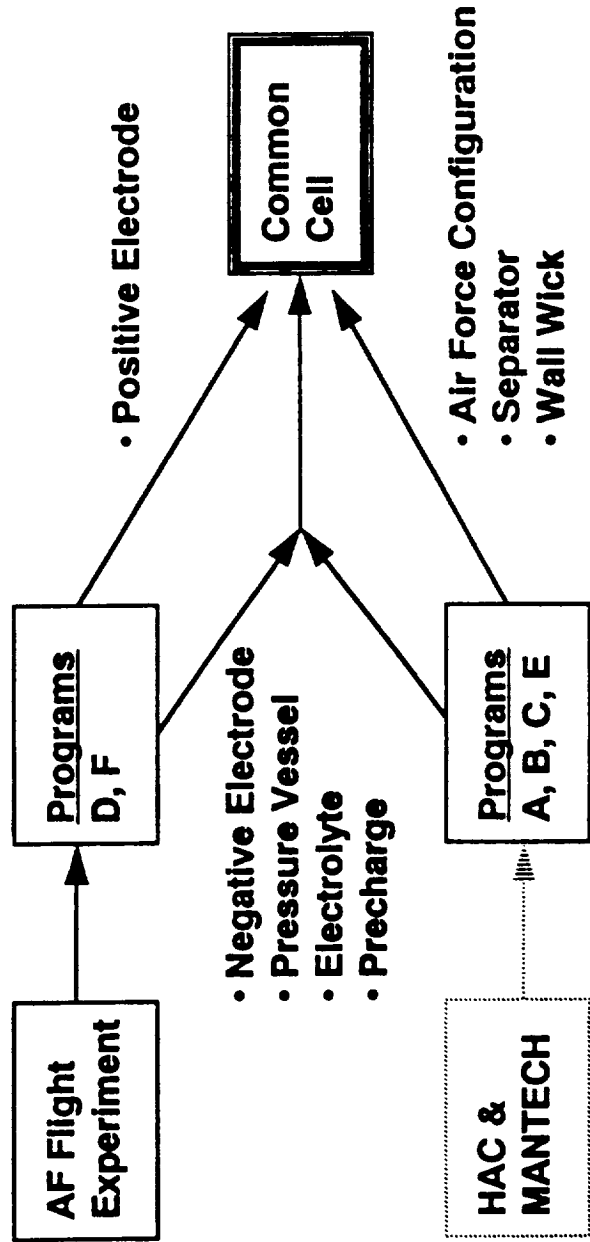 AF Flight
Experiment
Programs
D, F
• Positive Electrode
• Negative Electrode
• Pressure Vessel
• Electrolyte
• Precharge
Common
Cell
HAC &
MANTECH
Programs
A, B, C, E
• Air Force Configuration
• Separator
• Wall Wick